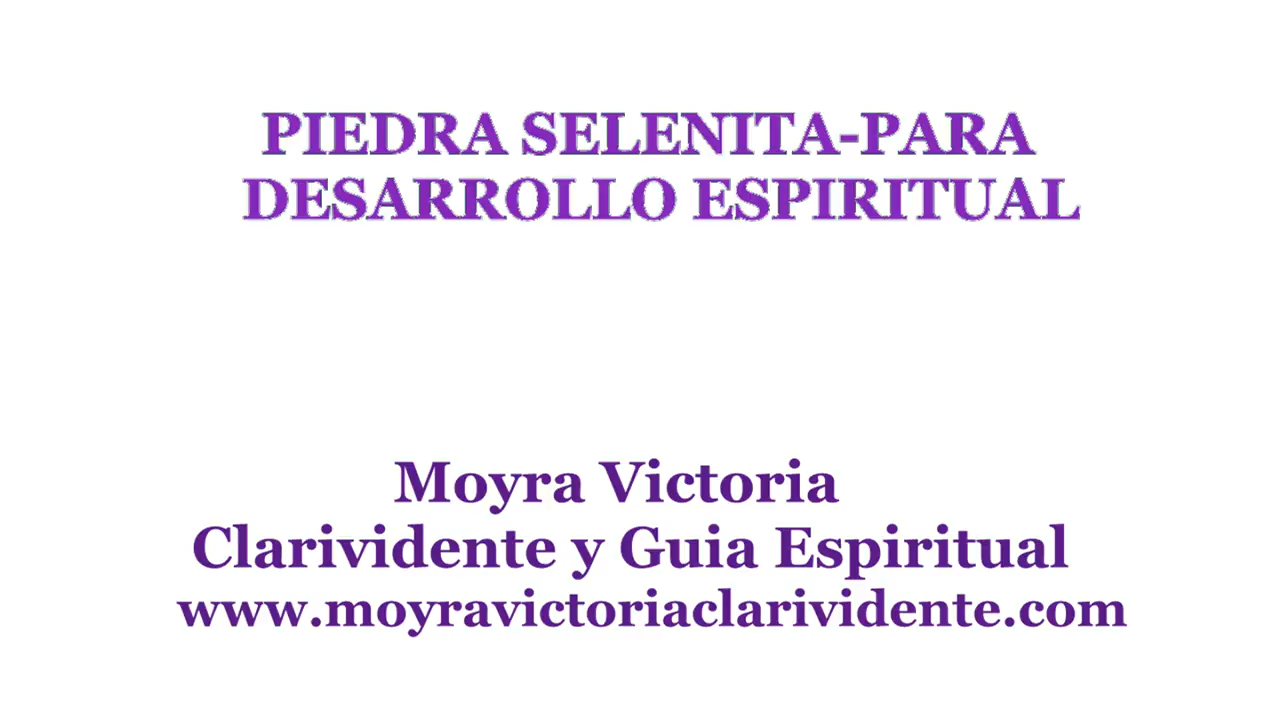 PIEDRA SELENITA-PARA
DESARROLLO ESPIRITUAL
Moyra Victoria
Clarividente y Guia Espiritual
www.moyravictoriaclarividente.com